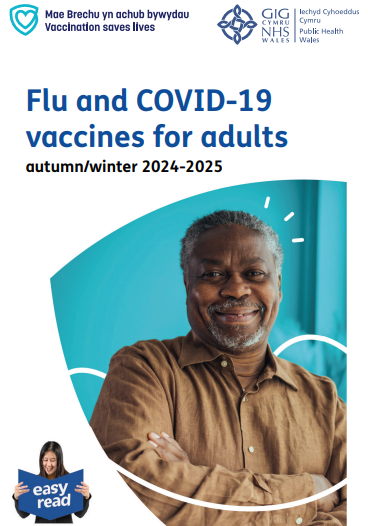 Mae Brechu yn achub bywydau
Vaccination saves lives
GIG
CYMRU
NHS
WALES
Iechyd Cyhoeddus
Cymru
Public Health
Wales
Flu and COVID-19
vaccines for adults
autumn/winter 2024-2025
easy
read